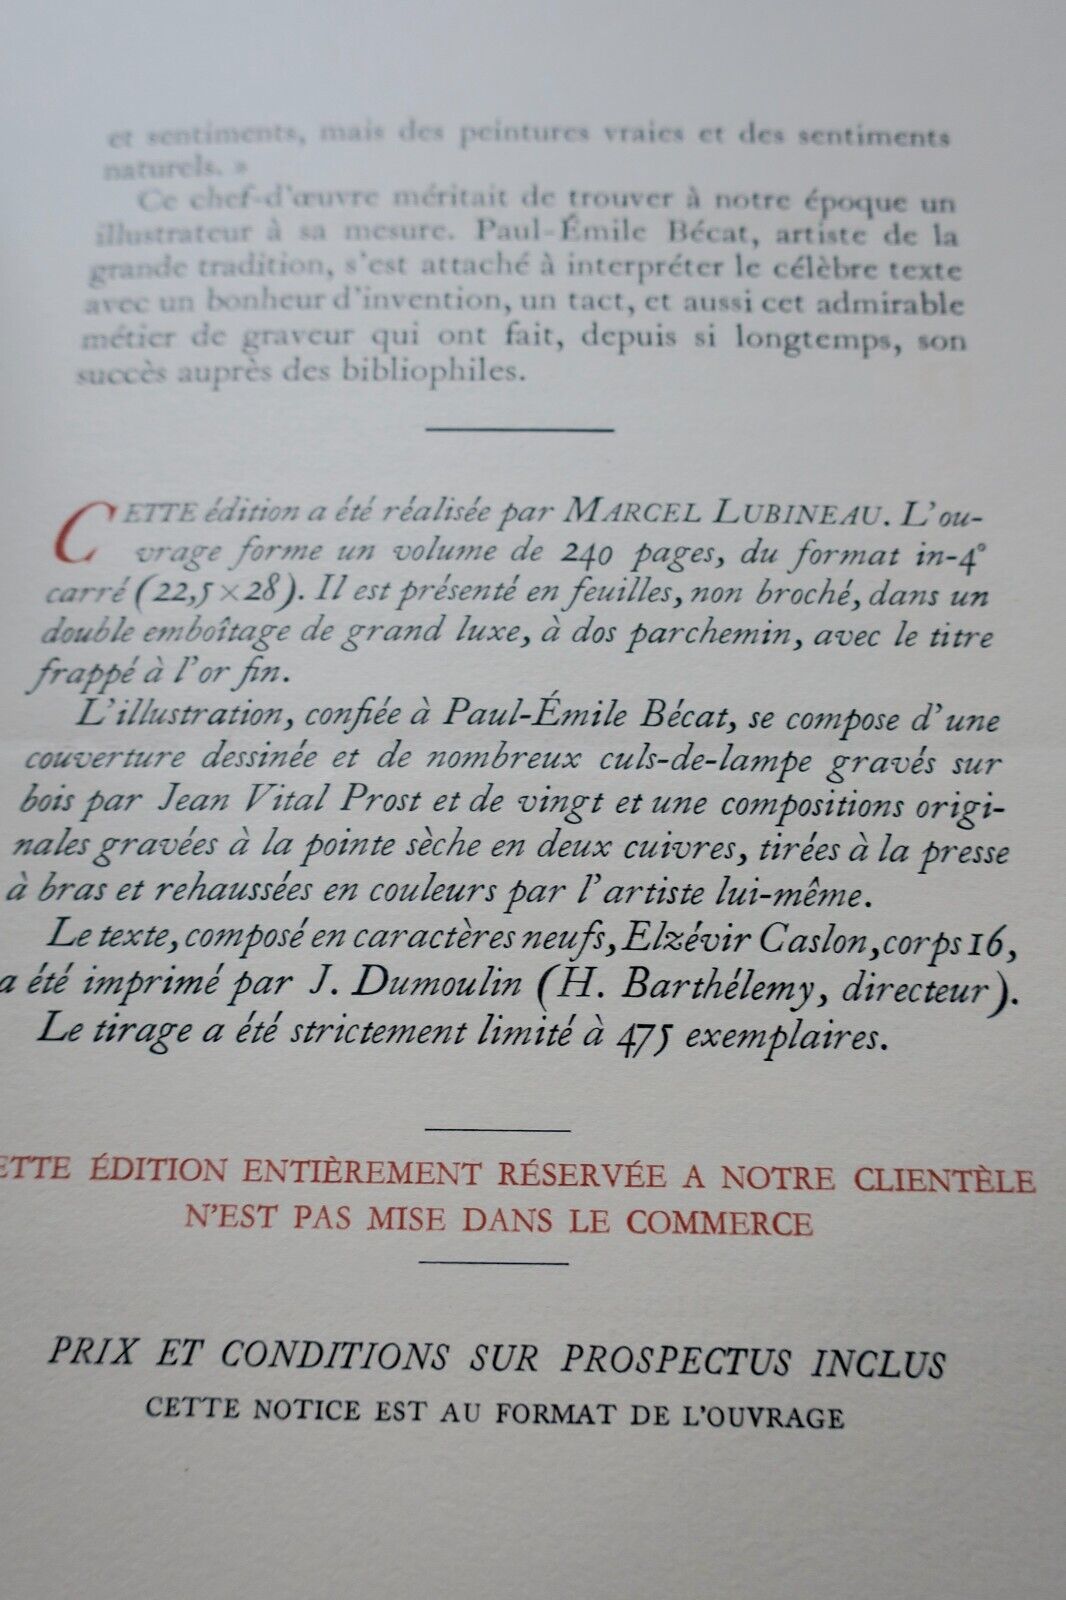 et sentiments, mais des peintures vraies et des sentiments
naturels. »
Ce chef-d'œuvre méritait de trouver à notre époque un
illustrateur à sa mesure. Paul-Émile Bécat, artiste de la
grande tradition, s'est attaché à interpréter le célèbre texte
avec un bonheur d'invention, un tact, et aussi cet admirable
métier de graveur qui ont fait, depuis si longtemps, son
succès auprès des bibliophiles.
CETTE édition a été réalisée par MARCEL LUBINEAU. L'ou-
vrage forme un volume de 240 pages, du format in-4°
carré (22,5 × 28). Il est présenté en feuilles, non broché, dans un
double emboîtage de grand luxe, à dos parchemin, avec le titre
frappé à l'or fin.
L'illustration, confiée à Paul-Émile Bécat, se compose d'une
couverture dessinée et de nombreux culs-de-lampe gravés sur
bois par Jean Vital Prost et de vingt et une compositions origi-
nales gravées à la pointe sèche en deux cuivres, tirées à la presse
à bras et rehaussées en couleurs par l'artiste lui-même.
Le texte, composé en caractères neufs, Elzévir Caslon, corps 16,
a été imprimé par J. Dumoulin (H. Barthélemy, directeur).
Le tirage a été strictement limité à 475 exemplaires.
ETTE ÉDITION ENTIÈREMENT RÉSERVÉE A NOTRE CLIENTÈLE
N'EST PAS MISE DANS LE COMMERCE
PRIX ET CONDITIONS SUR PROSPECTUS INCLUS
CETTE NOTICE EST AU FORMAT DE L'OUVRAGE